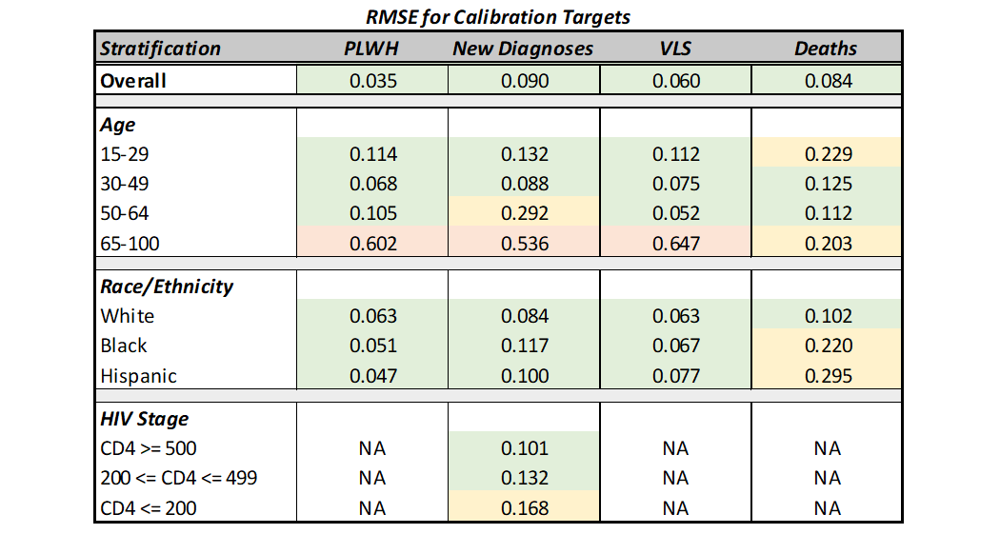 RMSE for Calibration Targets
Stratification PLWH New Diagnoses VLS Deaths
Overall 0.035 0.090 0.060 0.084
Age
15-29 0.114 0.132 0.112 0.229
30-49 0.068 0.088 0.075 0.125
50-64 0.105 0.292 0.052 0.112
65-100 0.602 0.536 0.647 0.203
Race/Ethnicity
White 0.063 0.084 0.063 0.102
Black 0.051 0.117 0.067 0.220
Hispanic 0.047 0.100 0.077 0.295
HIV Stage
CD4 >= 500 NA 0.101 NA NA
200 <= CD4 <= 499 NA 0.132 NA NA
CD4 <= 200 NA 0.168 NA NA